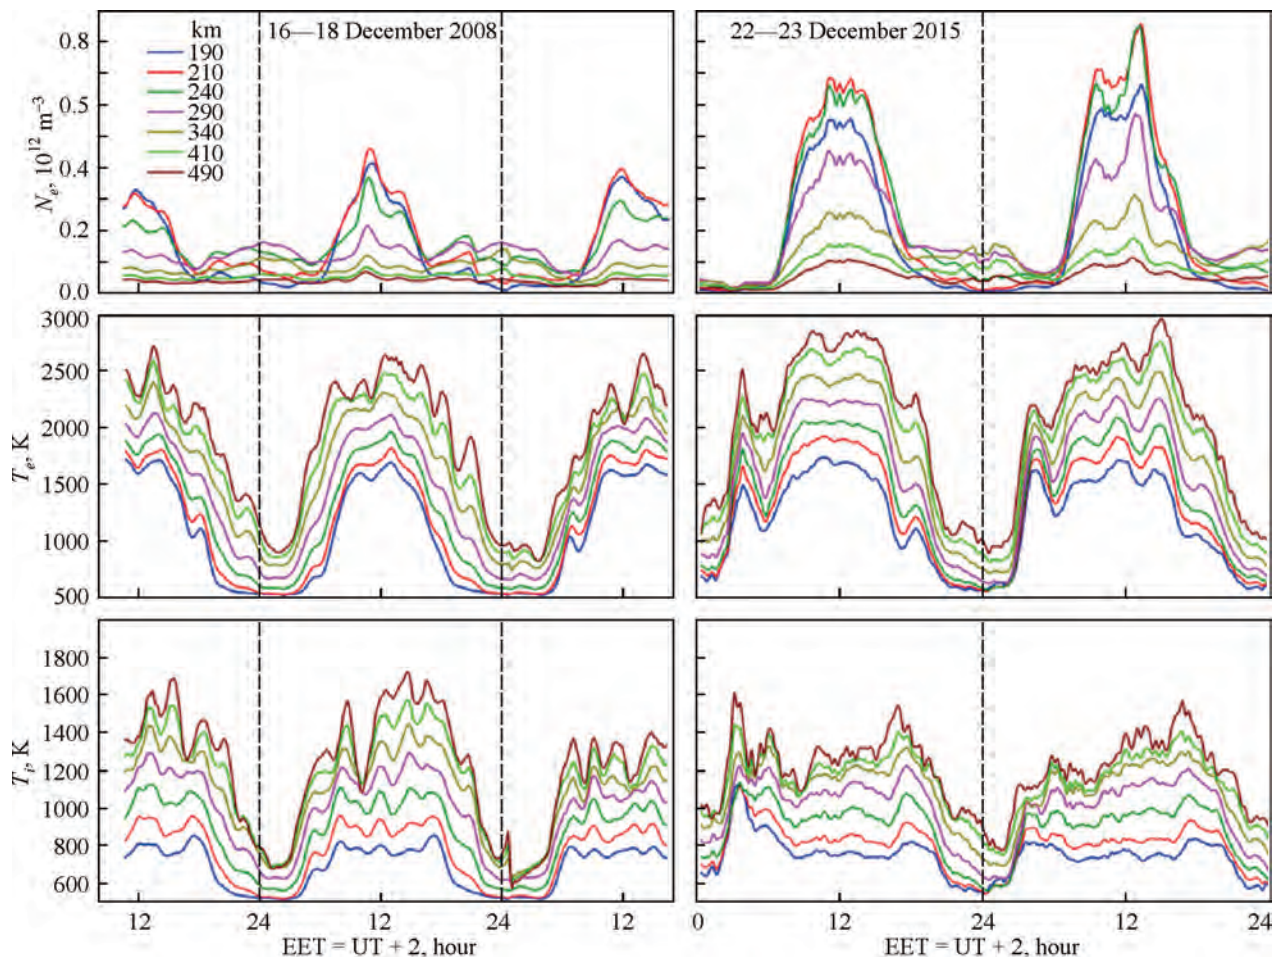 16—18 December 2008
22—23 December 2015
km
190
210
240
290
340
410
490
N_e, 10^12 m^−3
0.8
0.5
0.4
0.2
0.0
T_e, K
3000
2500
2000
1500
1000
500
T_i, K
1800
1600
1400
1200
1000
800
600
12 24 12 24 12
0 12 24 12 24
EET = UT + 2, hour
EET = UT + 2, hour